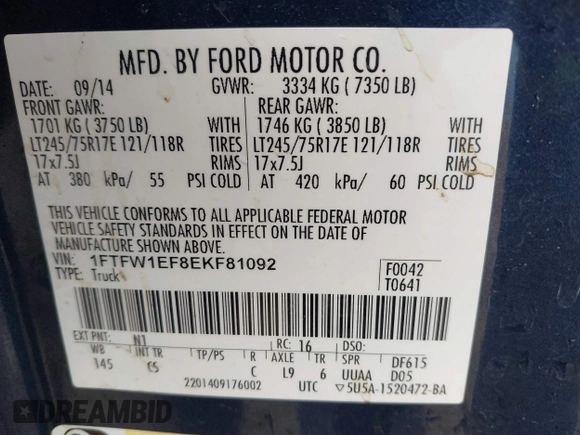 MFD. BY FORD MOTOR CO.
DATE: 09/14 GVWR: 3334 KG ( 7350 LB)
FRONT GAWR: REAR GAWR:
1701 KG ( 3750 LB) WITH 1746 KG ( 3850 LB) WITH
LT245/75R17E 121/118R TIRES LT245/75R17E 121/118R TIRES
17x7.5J RIMS 17x7.5J RIMS
AT 380 kPa/ 55 PSI COLD AT 420 kPa/ 60 PSI COLD
THIS VEHICLE CONFORMS TO ALL APPLICABLE FEDERAL MOTOR
VEHICLE SAFETY STANDARDS IN EFFECT ON THE DATE OF
MANUFACTURE SHOWN ABOVE.
VIN: 1FTFW1EF8EKF81092 F0042
TYPE: Truck T0641
EXT PNT: N1 RC: 16 DSO:
WB INT TR TP/PS R AXLE TR SPR DF615
145 CS C L9 6 UUAA D05
2201409176002 UTC ▽5U5A-1520472-BA
DREAMBID